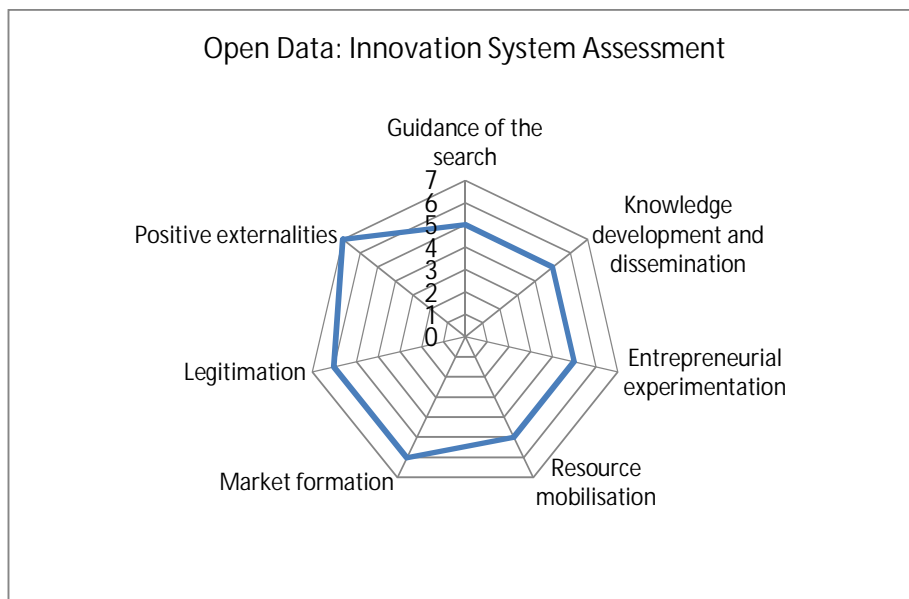 Open Data: Innovation System Assessment
Guidance of the
search
7
6
5
4
3
2
1
0
Knowledge
development and
dissemination
Entrepreneurial
experimentation
Resource
mobilisation
Market formation
Legitimation
Positive externalities